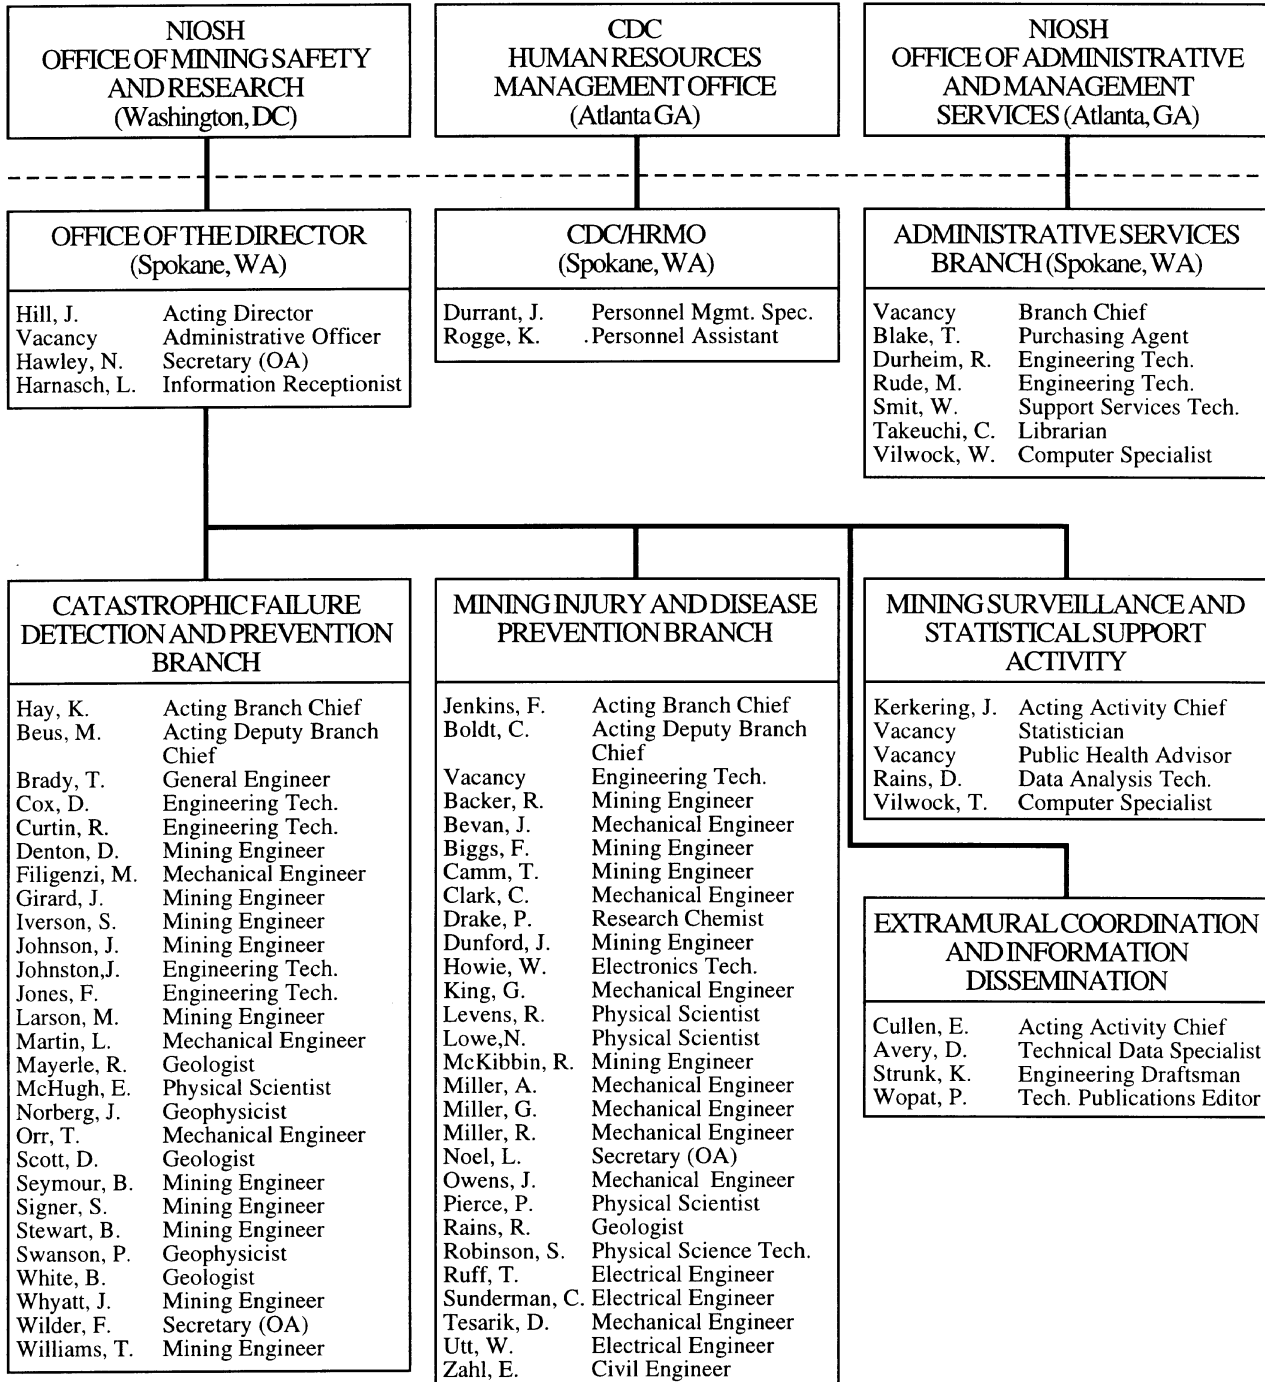 NIOSH
OFFICE OF MINING SAFETY
AND RESEARCH
(Washington, DC)
CDC
HUMAN RESOURCES
MANAGEMENT OFFICE
(Atlanta GA)
NIOSH
OFFICE OF ADMINISTRATIVE
AND MANAGEMENT
SERVICES (Atlanta, GA)
OFFICE OF THE DIRECTOR
(Spokane, WA)
Hill, J. Acting Director
Vacancy Administrative Officer
Hawley, N. Secretary (OA)
Harnasch, L. Information Receptionist
CDC/HRMO
(Spokane, WA)
Durrant, J. Personnel Mgmt. Spec.
Rogge, K. .Personnel Assistant
ADMINISTRATIVE SERVICES
BRANCH (Spokane, WA)
Vacancy Branch Chief
Blake, T. Purchasing Agent
Durheim, R. Engineering Tech.
Rude, M. Engineering Tech.
Smit, W. Support Services Tech.
Takeuchi, C. Librarian
Vilwock, W. Computer Specialist
CATASTROPHIC FAILURE
DETECTION AND PREVENTION
BRANCH
Hay, K. Acting Branch Chief
Beus, M. Acting Deputy Branch
Chief
Brady, T. General Engineer
Cox, D. Engineering Tech.
Curtin, R. Engineering Tech.
Denton, D. Mining Engineer
Filigenzi, M. Mechanical Engineer
Girard, J. Mining Engineer
Iverson, S. Mining Engineer
Johnson, J. Mining Engineer
Johnston,J. Engineering Tech.
Jones, F. Engineering Tech.
Larson, M. Mining Engineer
Martin, L. Mechanical Engineer
Mayerle, R. Geologist
McHugh, E. Physical Scientist
Norberg, J. Geophysicist
Orr, T. Mechanical Engineer
Scott, D. Geologist
Seymour, B. Mining Engineer
Signer, S. Mining Engineer
Stewart, B. Mining Engineer
Swanson, P. Geophysicist
White, B. Geologist
Whyatt, J. Mining Engineer
Wilder, F. Secretary (OA)
Williams, T. Mining Engineer
MINING INJURY AND DISEASE
PREVENTION BRANCH
Jenkins, F. Acting Branch Chief
Boldt, C. Acting Deputy Branch
Chief
Vacancy Engineering Tech.
Backer, R. Mining Engineer
Bevan, J. Mechanical Engineer
Biggs, F. Mining Engineer
Camm, T. Mining Engineer
Clark, C. Mechanical Engineer
Drake, P. Research Chemist
Dunford, J. Mining Engineer
Howie, W. Electronics Tech.
King, G. Mechanical Engineer
Levens, R. Physical Scientist
Lowe,N. Physical Scientist
McKibbin, R. Mining Engineer
Miller, A. Mechanical Engineer
Miller, G. Mechanical Engineer
Miller, R. Mechanical Engineer
Noel, L. Secretary (OA)
Owens, J. Mechanical Engineer
Pierce, P. Physical Scientist
Rains, R. Geologist
Robinson, S. Physical Science Tech.
Ruff, T. Electrical Engineer
Sunderman, C. Electrical Engineer
Tesarik, D. Mechanical Engineer
Utt, W. Electrical Engineer
Zahl, E. Civil Engineer
MINING SURVEILLANCE AND
STATISTICAL SUPPORT
ACTIVITY
Kerkering, J. Acting Activity Chief
Vacancy Statistician
Vacancy Public Health Advisor
Rains, D. Data Analysis Tech.
Vilwock, T. Computer Specialist
EXTRAMURAL COORDINATION
AND INFORMATION
DISSEMINATION
Cullen, E. Acting Activity Chief
Avery, D. Technical Data Specialist
Strunk, K. Engineering Draftsman
Wopat, P. Tech. Publications Editor